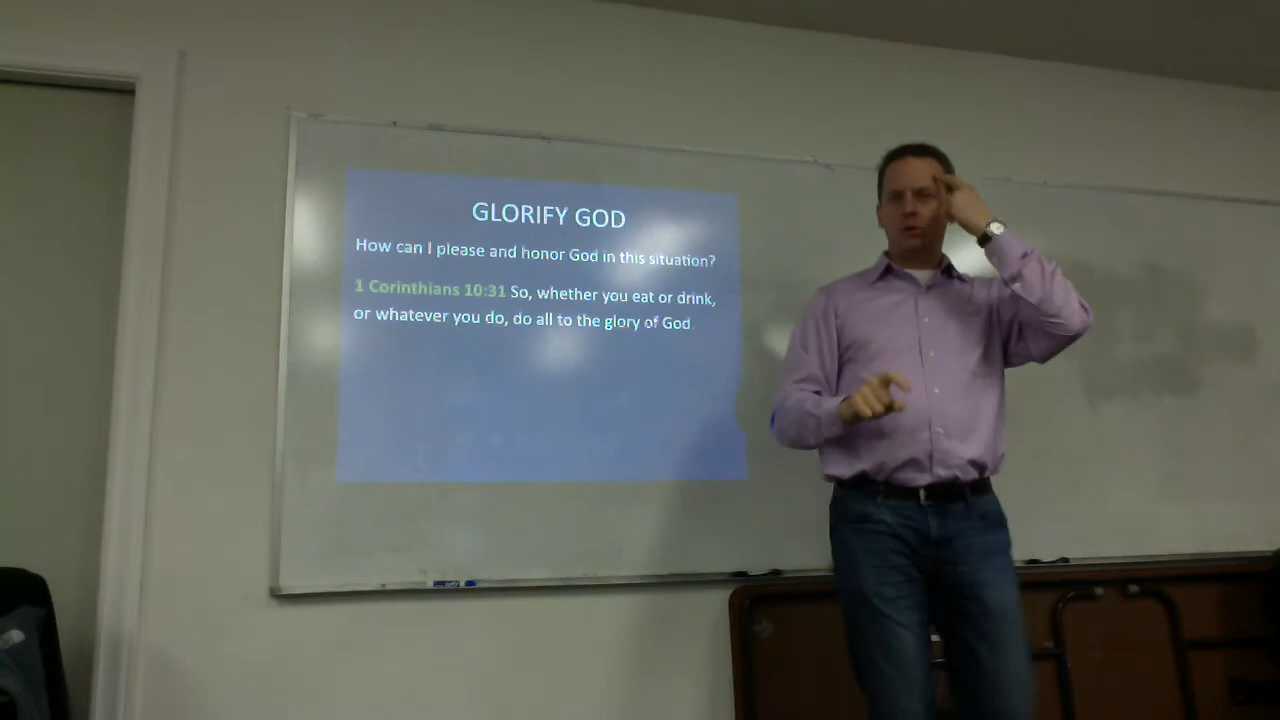 GLORIFY GOD
How can I please and honor God in this situation?
1 Corinthians 10:31 So, whether you eat or drink,
or whatever you do, do all to the glory of God.